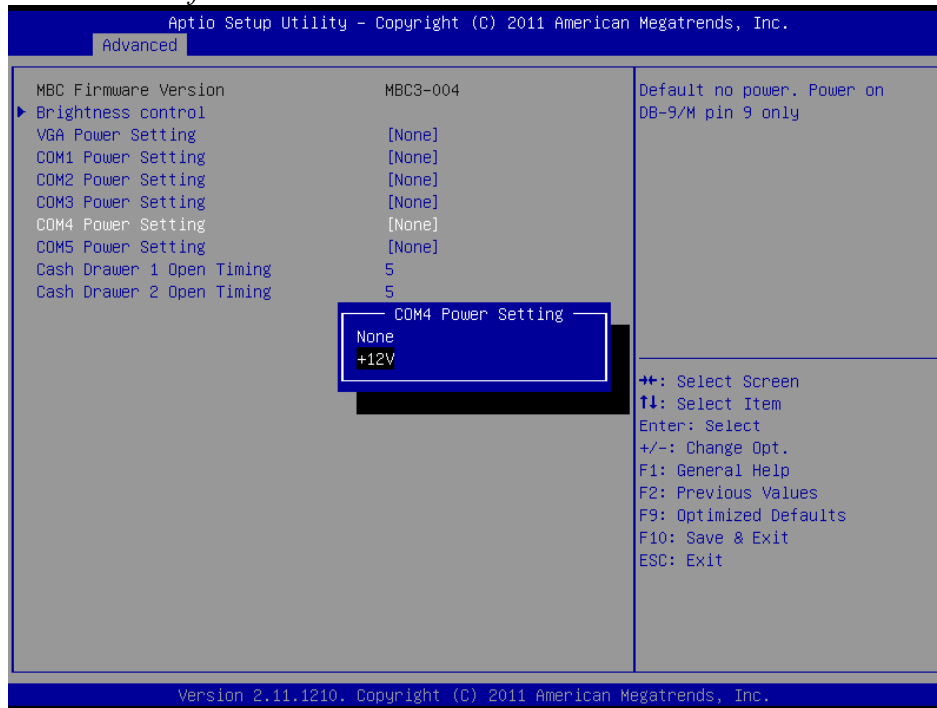 Aptio Setup Utility – Copyright (C) 2011 American Megatrends, Inc.
Advanced
MBC Firmware Version MBC3-004
Brightness control
VGA Power Setting [None]
COM1 Power Setting [None]
COM2 Power Setting [None]
COM3 Power Setting [None]
COM4 Power Setting [None]
COM5 Power Setting [None]
Cash Drawer 1 Open Timing 5
Cash Drawer 2 Open Timing 5
COM4 Power Setting
None
+12V
Default no power. Power on
DB-9/M pin 9 only
→←: Select Screen
↑↓: Select Item
Enter: Select
+/-: Change Opt.
F1: General Help
F2: Previous Values
F9: Optimized Defaults
F10: Save & Exit
ESC: Exit
Version 2.11.1210. Copyright (C) 2011 American Megatrends, Inc.